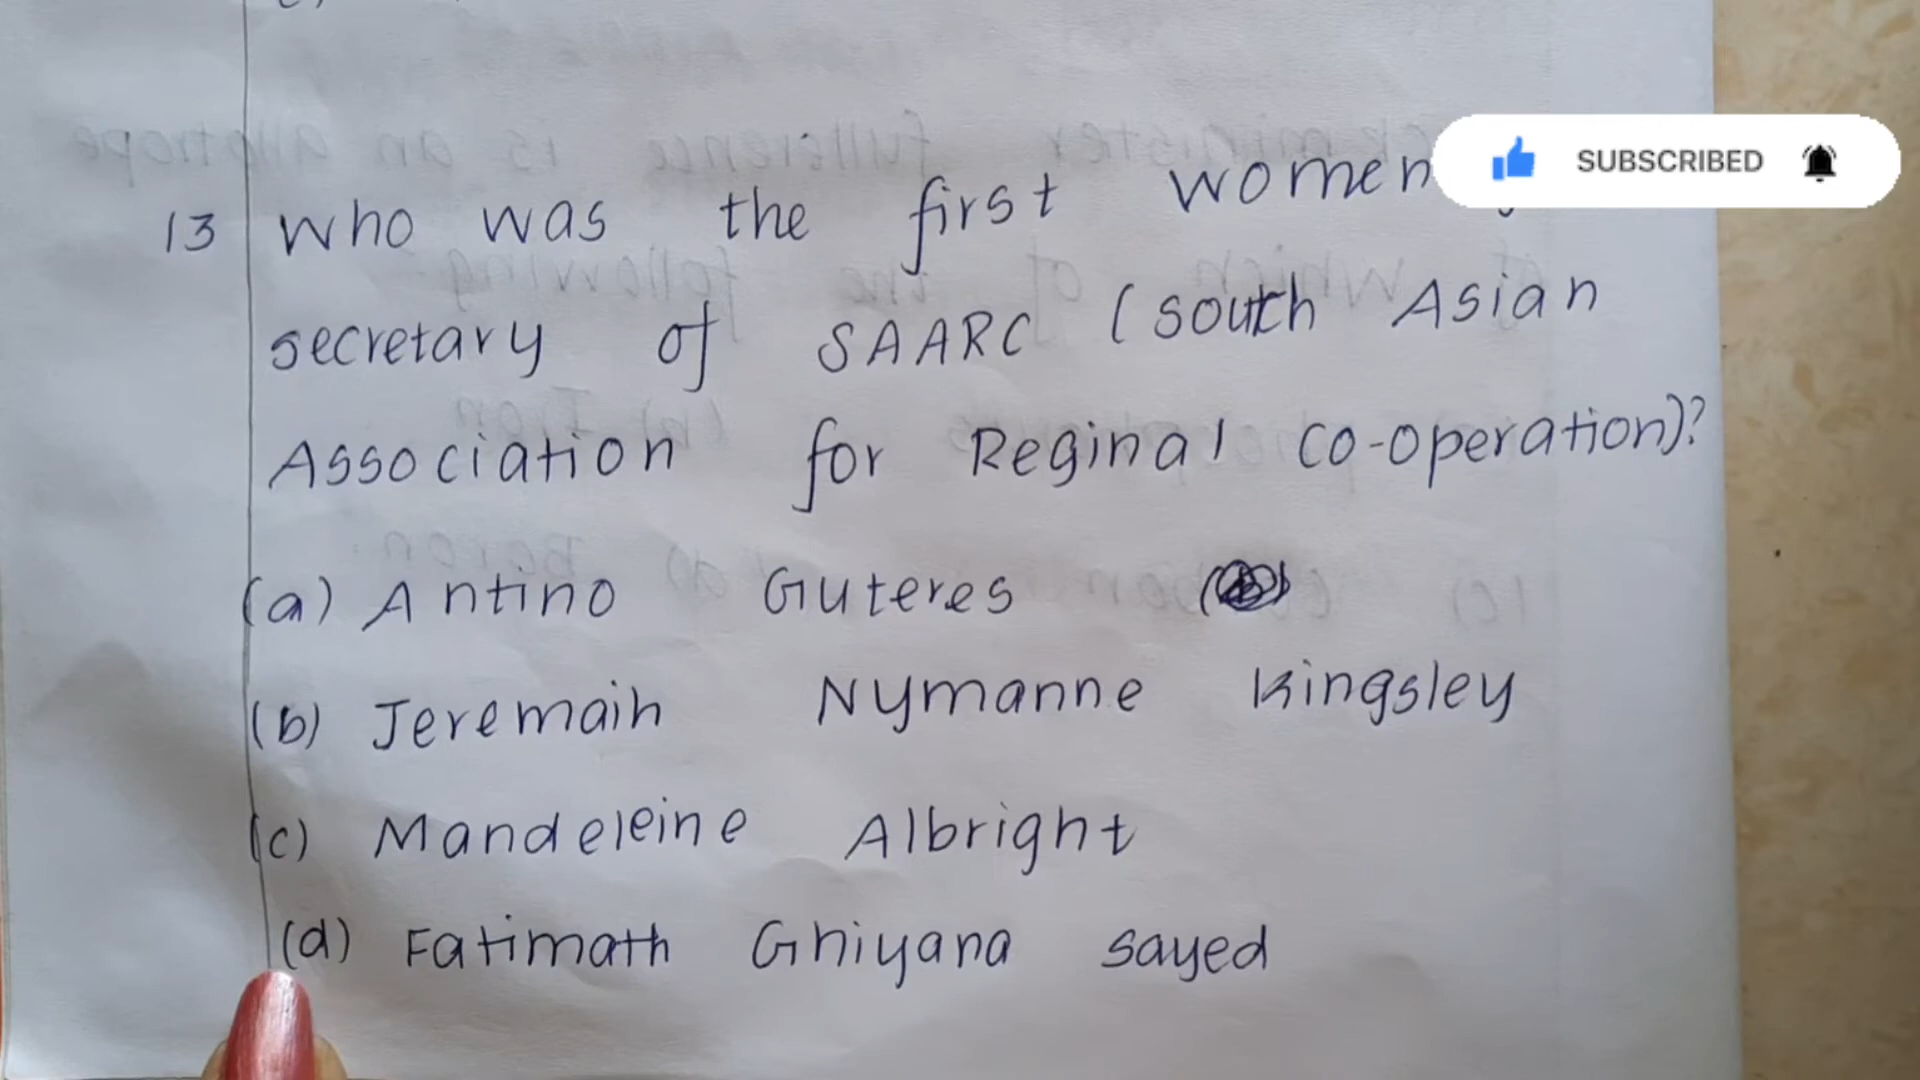 SUBSCRIBED
13 Who was the first women
secretary of SAARC (south Asian
Association for Reginal co-operation)?
(a) Antino Guteres
(b) Jeremaih Nymanne Kingsley
(c) Mandeleine Albright
(d) Fatimath Ghiyana sayed